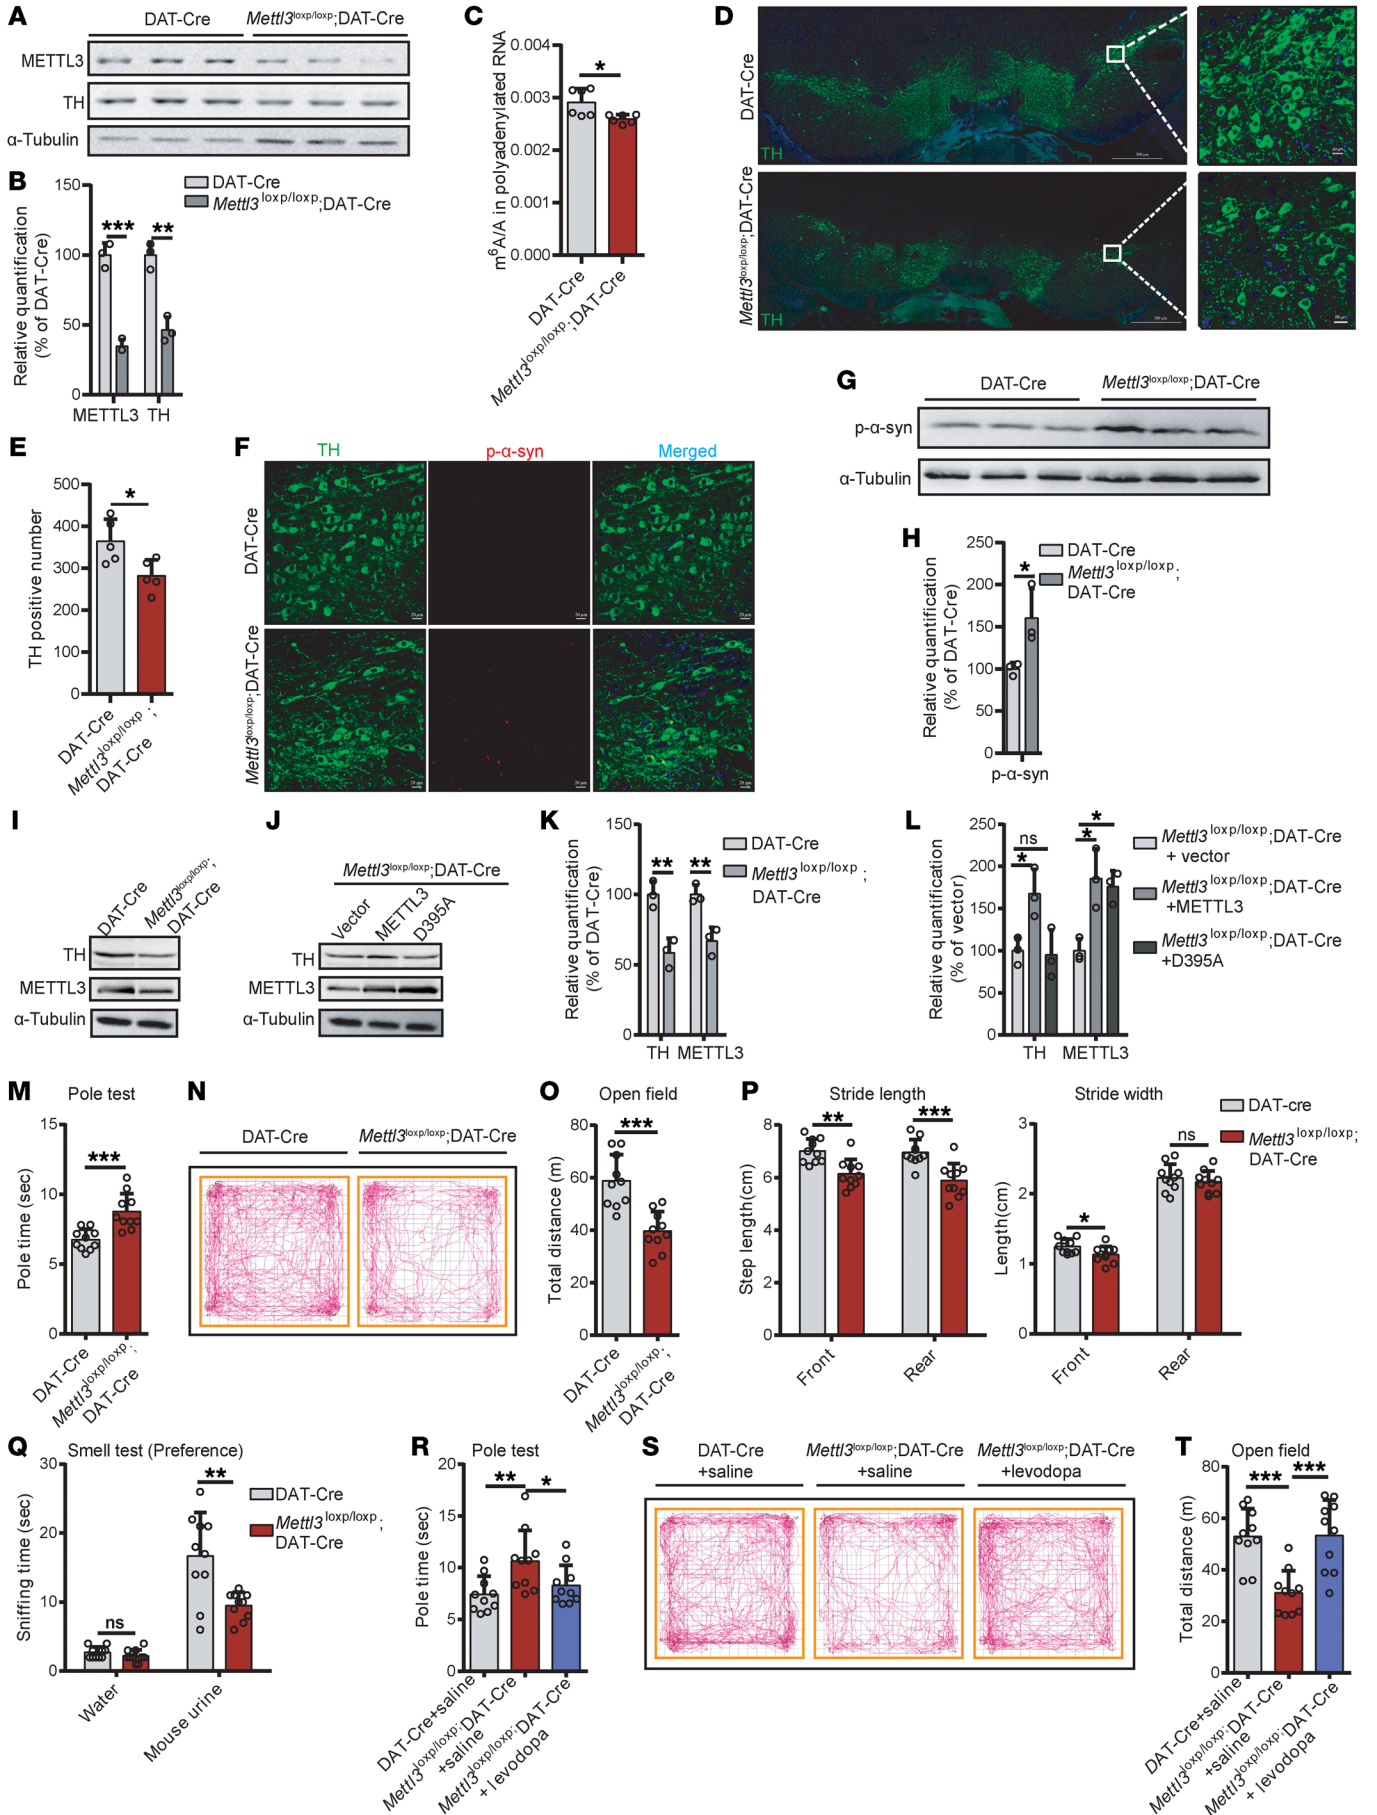 A
DAT-Cre
Mettl3loxp/loxp;DAT-Cre
METTL3
TH
α-Tubulin
B
Relative quantification
(% of DAT-Cre)
150
100
50
0
***
**
METTL3
TH
DAT-Cre
Mettl3loxp/loxp;DAT-Cre
C
m6A/A in polyadenylated RNA
0.004
0.003
0.002
0.001
0.000
*
DAT-Cre
Mettl3loxp/loxp;DAT-Cre
D
DAT-Cre
TH
Mettl3loxp/loxp;DAT-Cre
TH
E
TH positive number
500
400
300
200
100
0
*
DAT-Cre
Mettl3loxp/loxp;
DAT-Cre
F
TH
p-α-syn
Merged
DAT-Cre
20 μm
20 μm
20 μm
Mettl3loxp/loxp;DAT-Cre
20 μm
20 μm
20 μm
G
DAT-Cre
Mettl3loxp/loxp;DAT-Cre
p-α-syn
α-Tubulin
H
Relative quantification
(% of DAT-Cre)
250
200
150
100
50
0
*
p-α-syn
DAT-Cre
Mettl3loxp/loxp;
DAT-Cre
I
DAT-Cre
Mettl3loxp/loxp;
DAT-Cre
TH
METTL3
α-Tubulin
J
Mettl3loxp/loxp;DAT-Cre
Vector
METTL3
D395A
TH
METTL3
α-Tubulin
K
Relative quantification
(% of DAT-Cre)
150
100
50
0
**
**
TH
METTL3
DAT-Cre
Mettl3loxp/loxp;
DAT-Cre
L
Relative quantification
(% of vector)
250
200
150
100
50
0
ns
*
*
*
TH
METTL3
Mettl3loxp/loxp;DAT-Cre
+ vector
Mettl3loxp/loxp;DAT-Cre
+METTL3
Mettl3loxp/loxp;DAT-Cre
+D395A
M
Pole test
Pole time (sec)
15
10
5
0
***
DAT-Cre
Mettl3loxp/loxp;
DAT-Cre
N
DAT-Cre
Mettl3loxp/loxp;DAT-Cre
O
Open field
Total distance (m)
80
60
40
20
0
***
DAT-Cre
Mettl3loxp/loxp;
DAT-Cre
P
Stride length
Step length(cm)
8
6
4
2
0
**
***
Front
Rear
Stride width
Length(cm)
3
2
1
0
*
ns
Front
Rear
DAT-cre
Mettl3loxp/loxp;
DAT-Cre
Q
Smell test (Preference)
Sniffing time (sec)
30
20
10
0
ns
**
Water
Mouse urine
DAT-Cre
Mettl3loxp/loxp;
DAT-Cre
R
Pole test
Pole time (sec)
20
15
10
5
0
**
*
DAT-Cre+saline
Mettl3loxp/loxp;DAT-Cre
+saline
Mettl3loxp/loxp;DAT-Cre
+ levodopa
S
DAT-Cre
+saline
Mettl3loxp/loxp;DAT-Cre
+saline
Mettl3loxp/loxp;DAT-Cre
+levodopa
T
Open field
Total distance (m)
80
60
40
20
0
***
***
DAT-Cre+saline
Mettl3loxp/loxp;DAT-Cre
+saline
Mettl3loxp/loxp;DAT-Cre
+ levodopa